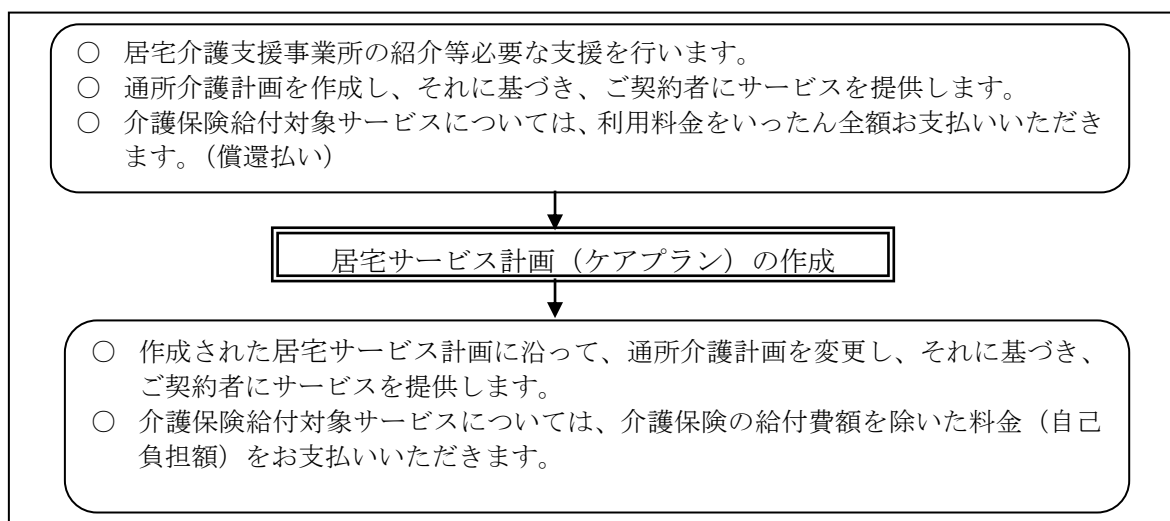 ○ 居宅介護支援事業所の紹介等必要な支援を行います。
○ 通所介護計画を作成し、それに基づき、ご契約者にサービスを提供します。
○ 介護保険給付対象サービスについては、利用料金をいったん全額お支払いいただき
ます。（償還払い）
居宅サービス計画（ケアプラン）の作成
○ 作成された居宅サービス計画に沿って、通所介護計画を変更し、それに基づき、
ご契約者にサービスを提供します。
○ 介護保険給付対象サービスについては、介護保険の給付費額を除いた料金（自己
負担額）をお支払いいただきます。